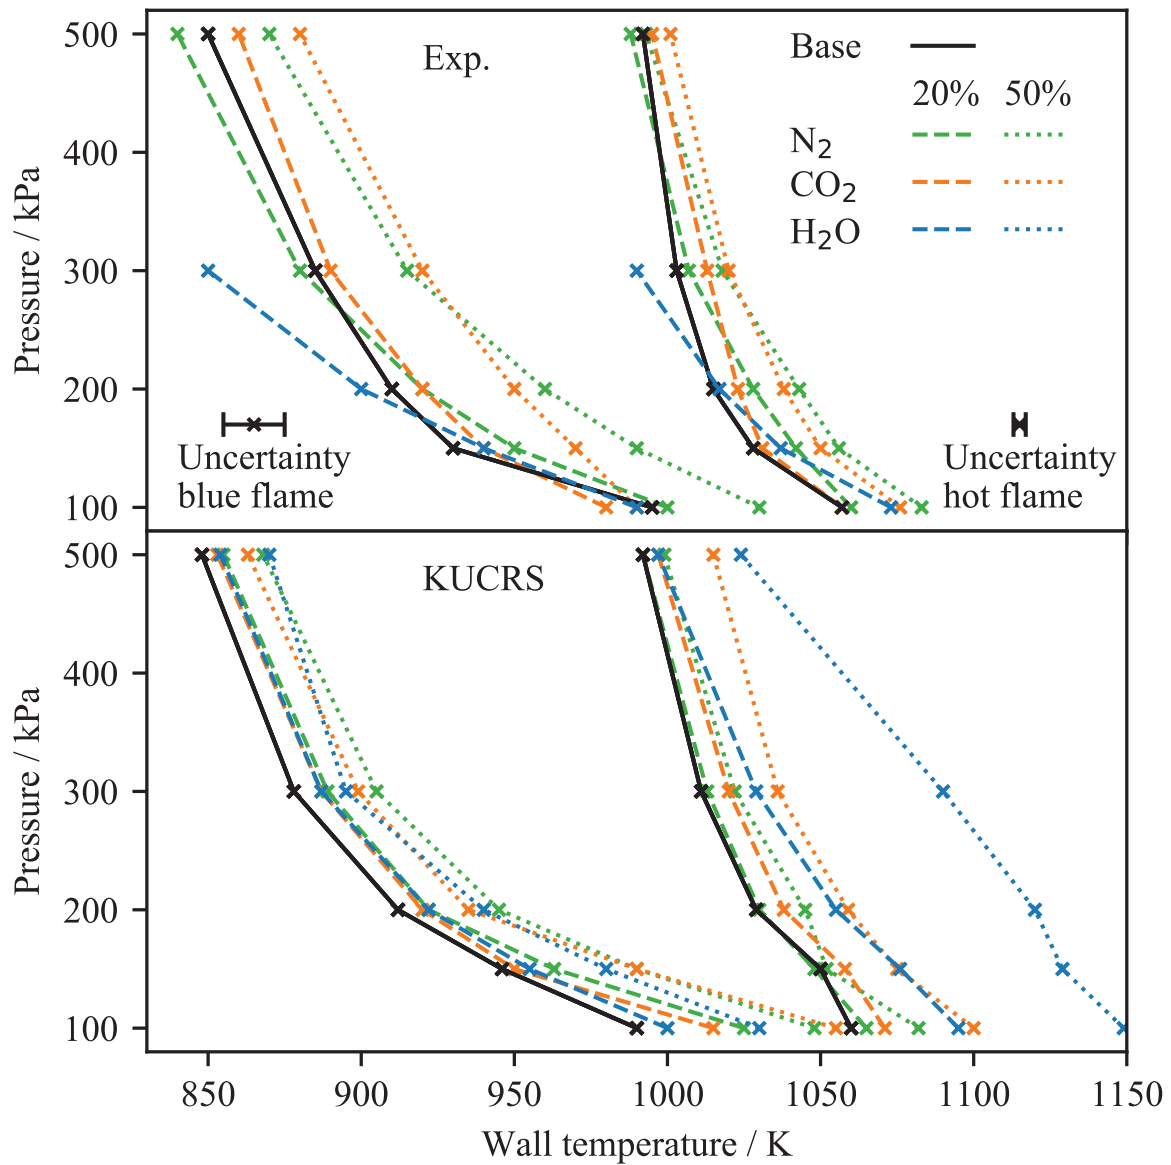 Exp.
Base
20% 50%
N₂
CO₂
H₂O
Uncertainty
blue flame
Uncertainty
hot flame
Pressure / kPa
500
400
300
200
100
KUCRS
Pressure / kPa
500
400
300
200
100
850 900 950 1000 1050 1100 1150
Wall temperature / K